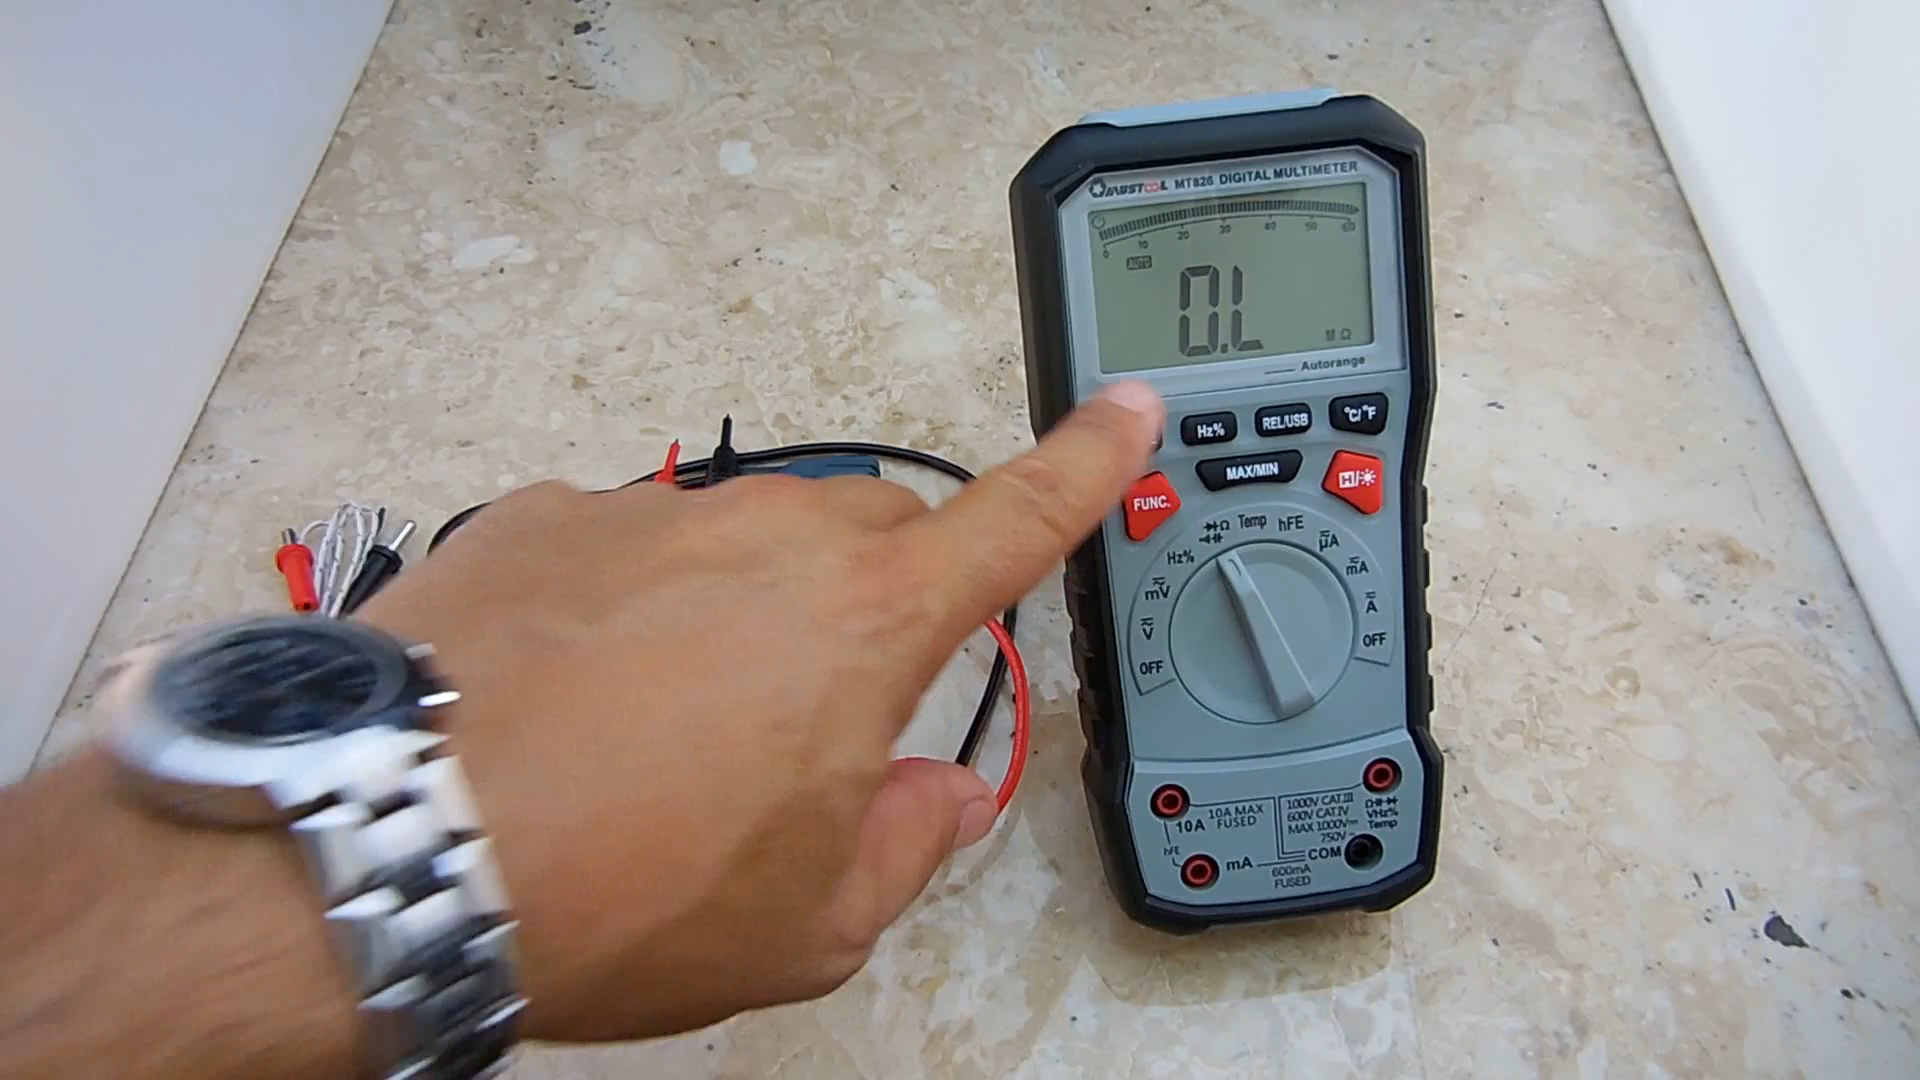 MUSTOOL MT826 DIGITAL MULTIMETER
0 10 20 30 40 50 60
AUTO
0.L
M Ω
Autorange
Hz% REL/USB °C/°F
MAX/MIN
FUNC. H/☀
Hz% Ω Temp hFE μA
mV mA
V A
OFF OFF
10A 10A MAX
FUSED
1000V CAT.III
600V CAT.IV
MAX 1000V⎓
750V~
Ω
VHz%
Temp
hFE
mA COM
600mA
FUSED